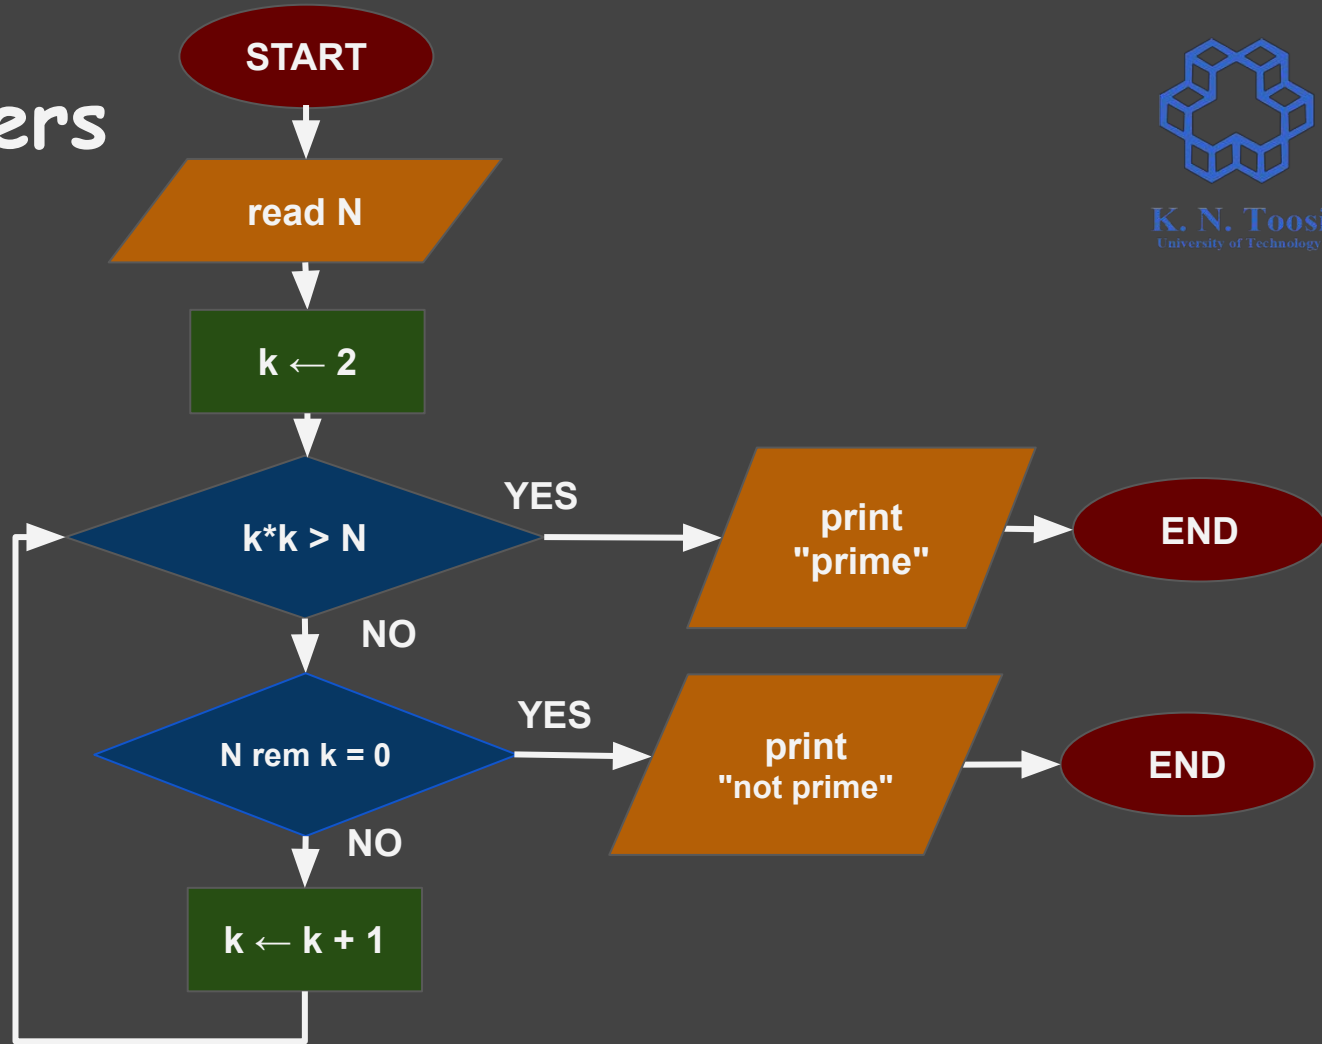 START
ers
read N
K. N. Toosi
University of Technology
k ← 2
k*k > N
YES
print
"prime"
END
NO
N rem k = 0
YES
print
"not prime"
END
NO
k ← k + 1